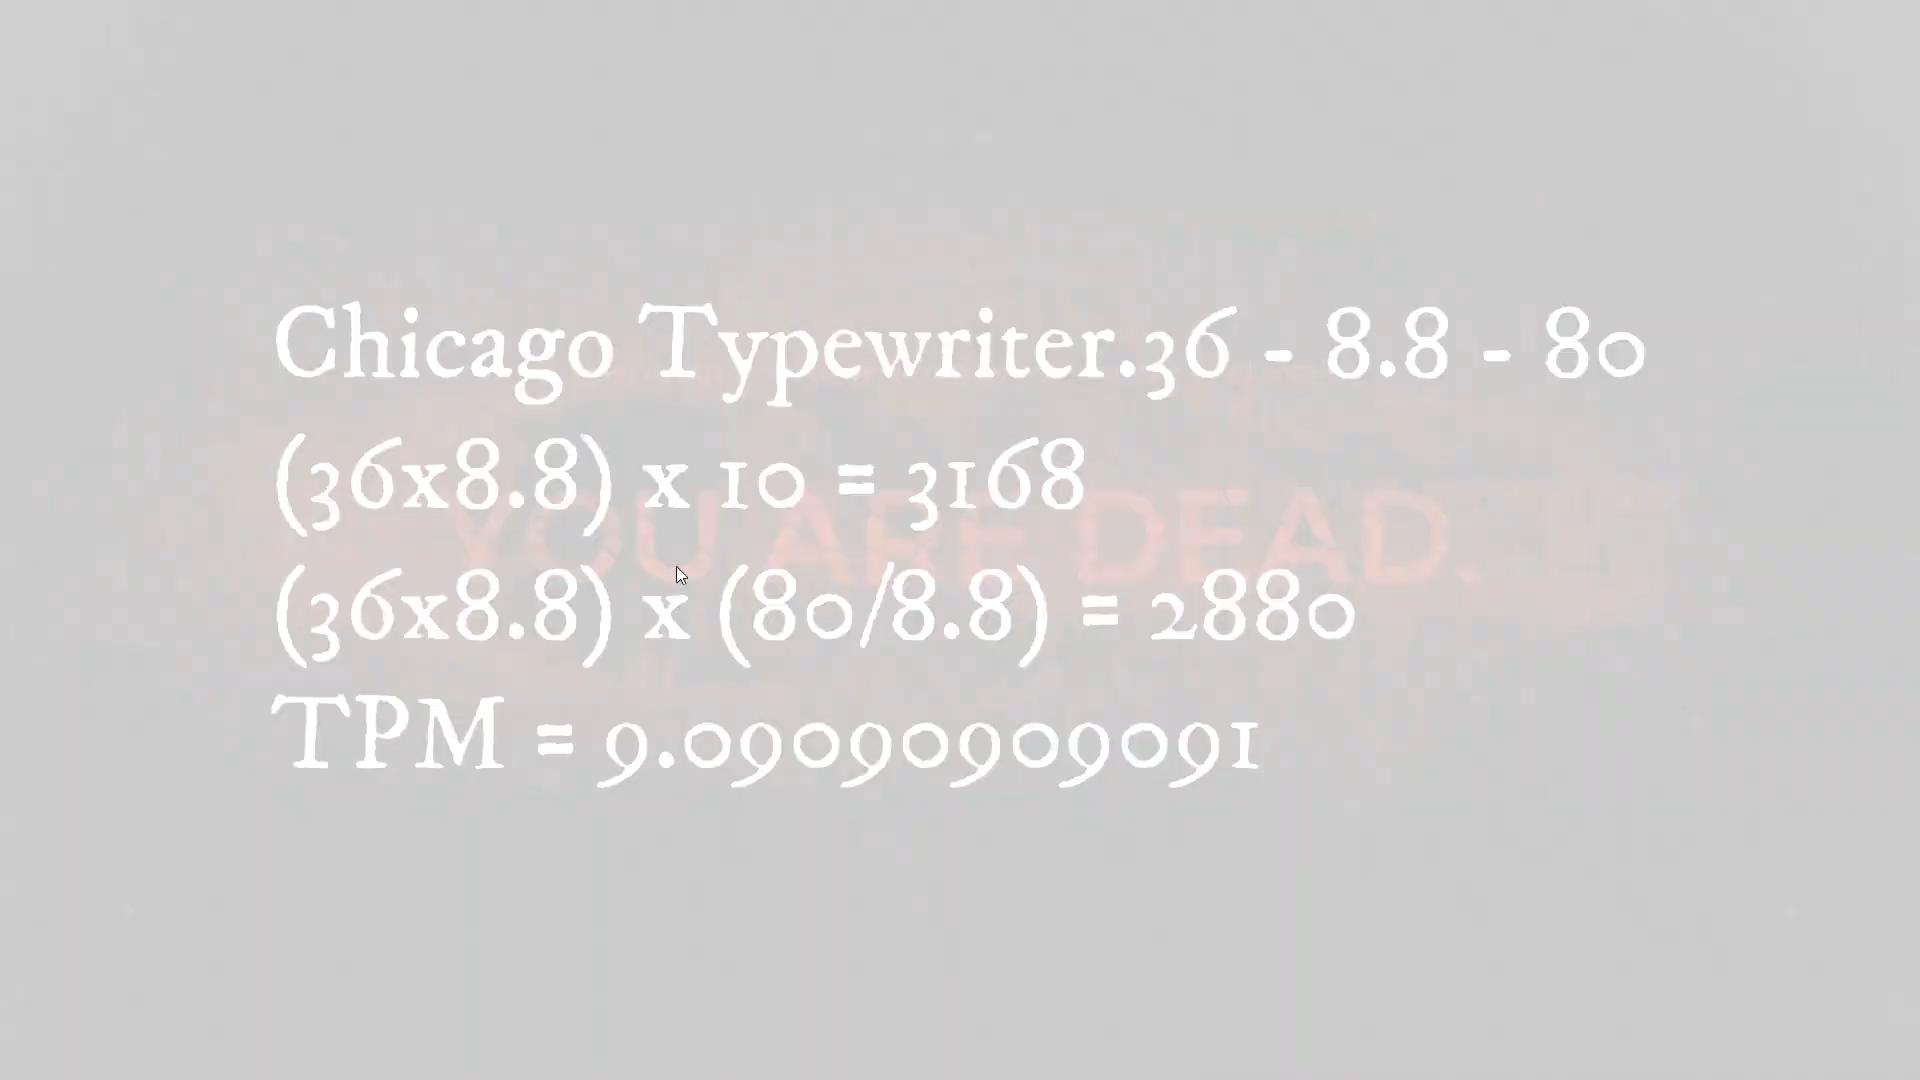 Chicago Typewriter.36 - 8.8 - 80
(36x8.8) x 10 = 3168
YOU ARE DEAD.
(36x8.8) x (80/8.8) = 2880
TPM = 9.09090909091